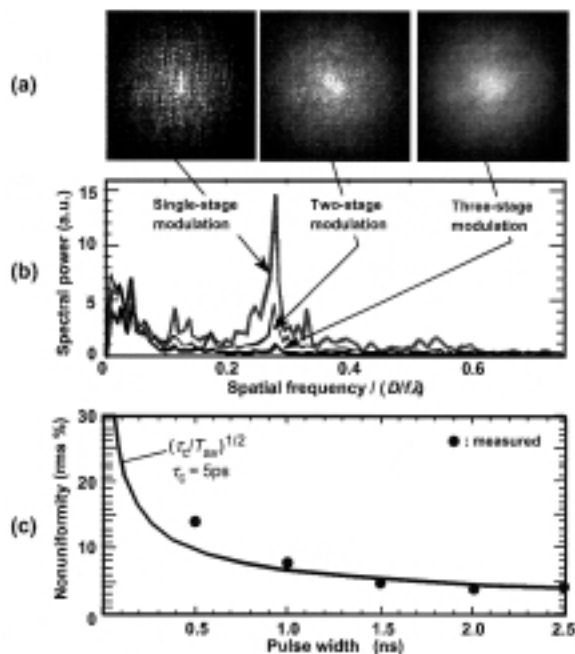 (a)
15
10
5
0
Spectral power (a.u.)
Single-stage
modulation
Two-stage
modulation
Three-stage
modulation
(b)
0 0.2 0.4 0.6
Spatial frequency / (D/fλ)
30
20
10
0
Nonuniformity (rms %)
(τc/Tav)^1/2
τc = 5ps
● : measured
(c)
0.5 1.0 1.5 2.0 2.5
Pulse width (ns)